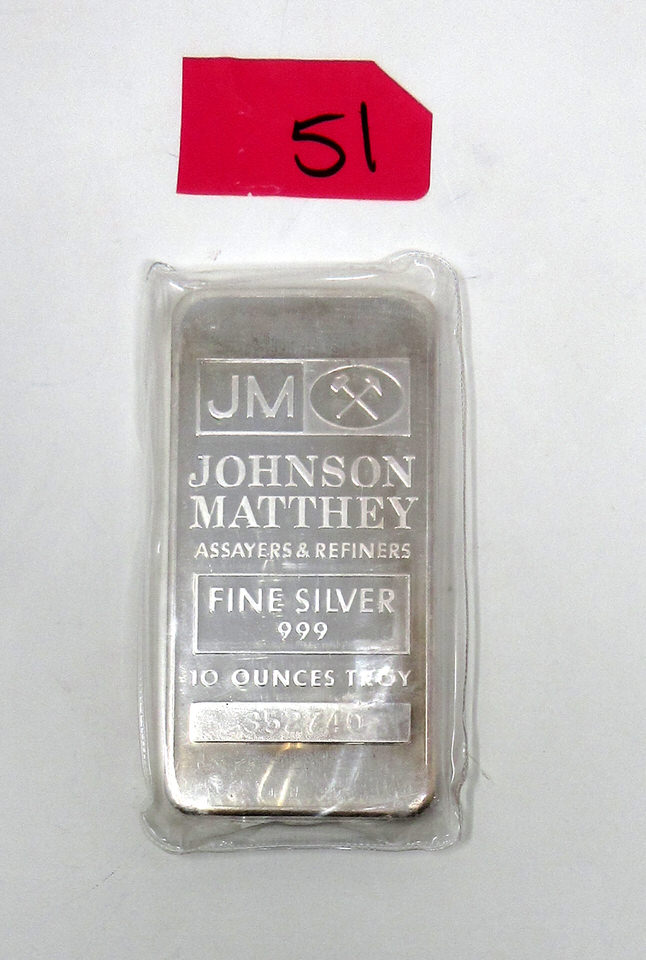 51
JM
JOHNSON
MATTHEY
ASSAYERS & REFINERS
FINE SILVER
999
10 OUNCES TROY